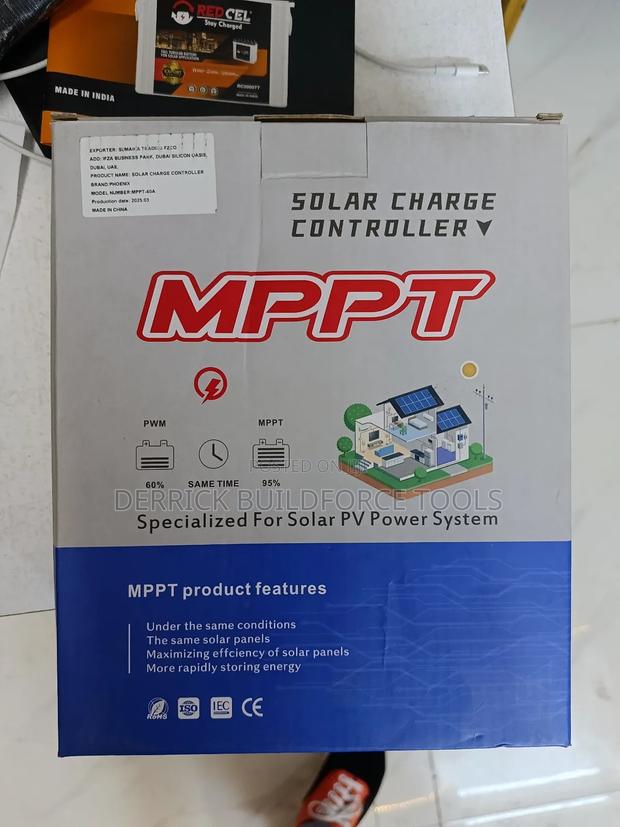 REDCEL
Stay Charged
MADE IN INDIA
EXPORTER: SUMAIKA TRADING FZCO
ADD: IFZA BUSINESS PARK, DUBAI SILICON OASIS,
DUBAI, UAE.
PRODUCT NAME: SOLAR CHARGE CONTROLLER
BRAND:PHOENIX
MODEL NUMBER:MPPT-60A
Production date: 2025.03
MADE IN CHINA
SOLAR CHARGE
CONTROLLER
MPPT
PWM
MPPT
60%
SAME TIME
95%
POSTED ON
DERRICK BUILDFORCE TOOLS
Specialized For Solar PV Power System
MPPT product features
Under the same conditions
The same solar panels
Maximizing effciency of solar panels
More rapidly storing energy
RoHS
ISO
IEC
CE